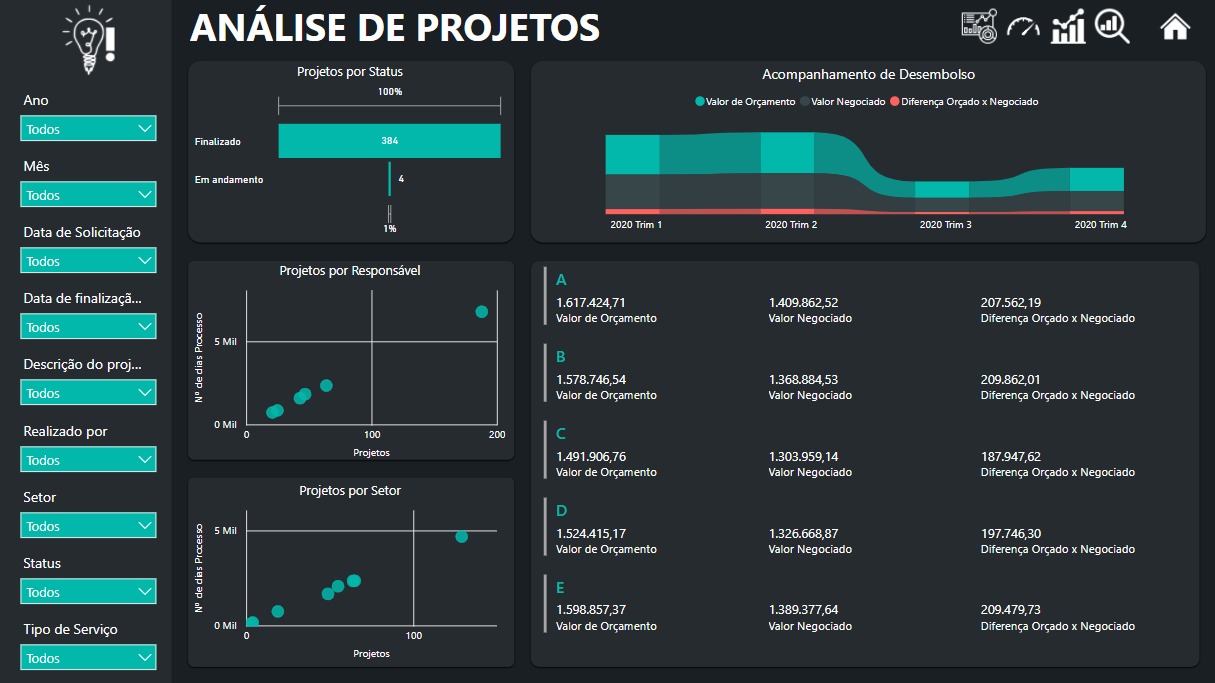 ANÁLISE DE PROJETOS
Ano
Todos
Mês
Todos
Data de Solicitação
Todos
Data de finalizaçã...
Todos
Descrição do proj...
Todos
Realizado por
Todos
Setor
Todos
Status
Todos
Tipo de Serviço
Todos
Projetos por Status
100%
Finalizado
384
Em andamento
4
1%
Acompanhamento de Desembolso
Valor de Orçamento Valor Negociado Diferença Orçado x Negociado
2020 Trim 1 2020 Trim 2 2020 Trim 3 2020 Trim 4
Projetos por Responsável
Nº de dias Processo
5 Mil
0 Mil
0 100 200
Projetos
Projetos por Setor
Nº de dias Processo
5 Mil
0 Mil
0 100
Projetos
A
1.617.424,71 1.409.862,52 207.562,19
Valor de Orçamento Valor Negociado Diferença Orçado x Negociado
B
1.578.746,54 1.368.884,53 209.862,01
Valor de Orçamento Valor Negociado Diferença Orçado x Negociado
C
1.491.906,76 1.303.959,14 187.947,62
Valor de Orçamento Valor Negociado Diferença Orçado x Negociado
D
1.524.415,17 1.326.668,87 197.746,30
Valor de Orçamento Valor Negociado Diferença Orçado x Negociado
E
1.598.857,37 1.389.377,64 209.479,73
Valor de Orçamento Valor Negociado Diferença Orçado x Negociado